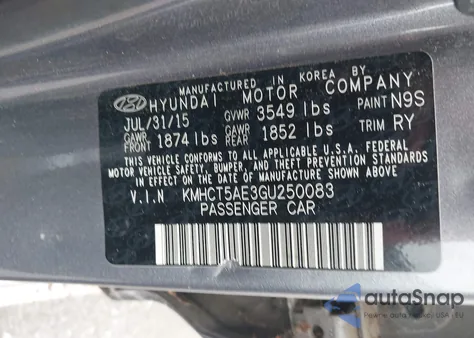 MANUFACTURED IN KOREA BY
HYUNDAI MOTOR COMPANY
JUL/31/15 GVWR 3549 lbs PAINT N9S
GAWR FRONT 1874 lbs GAWR REAR 1852 lbs TRIM RY
THIS VEHICLE CONFORMS TO ALL APPLICABLE U.S.A. FEDERAL
MOTOR VEHICLE SAFETY, BUMPER, AND THEFT PREVENTION STANDARDS
IN EFFECT ON THE DATE OF MANUFACTURE SHOWN ABOVE.
V.I.N KMHCT5AE3GU250083
PASSENGER CAR
autoSnap